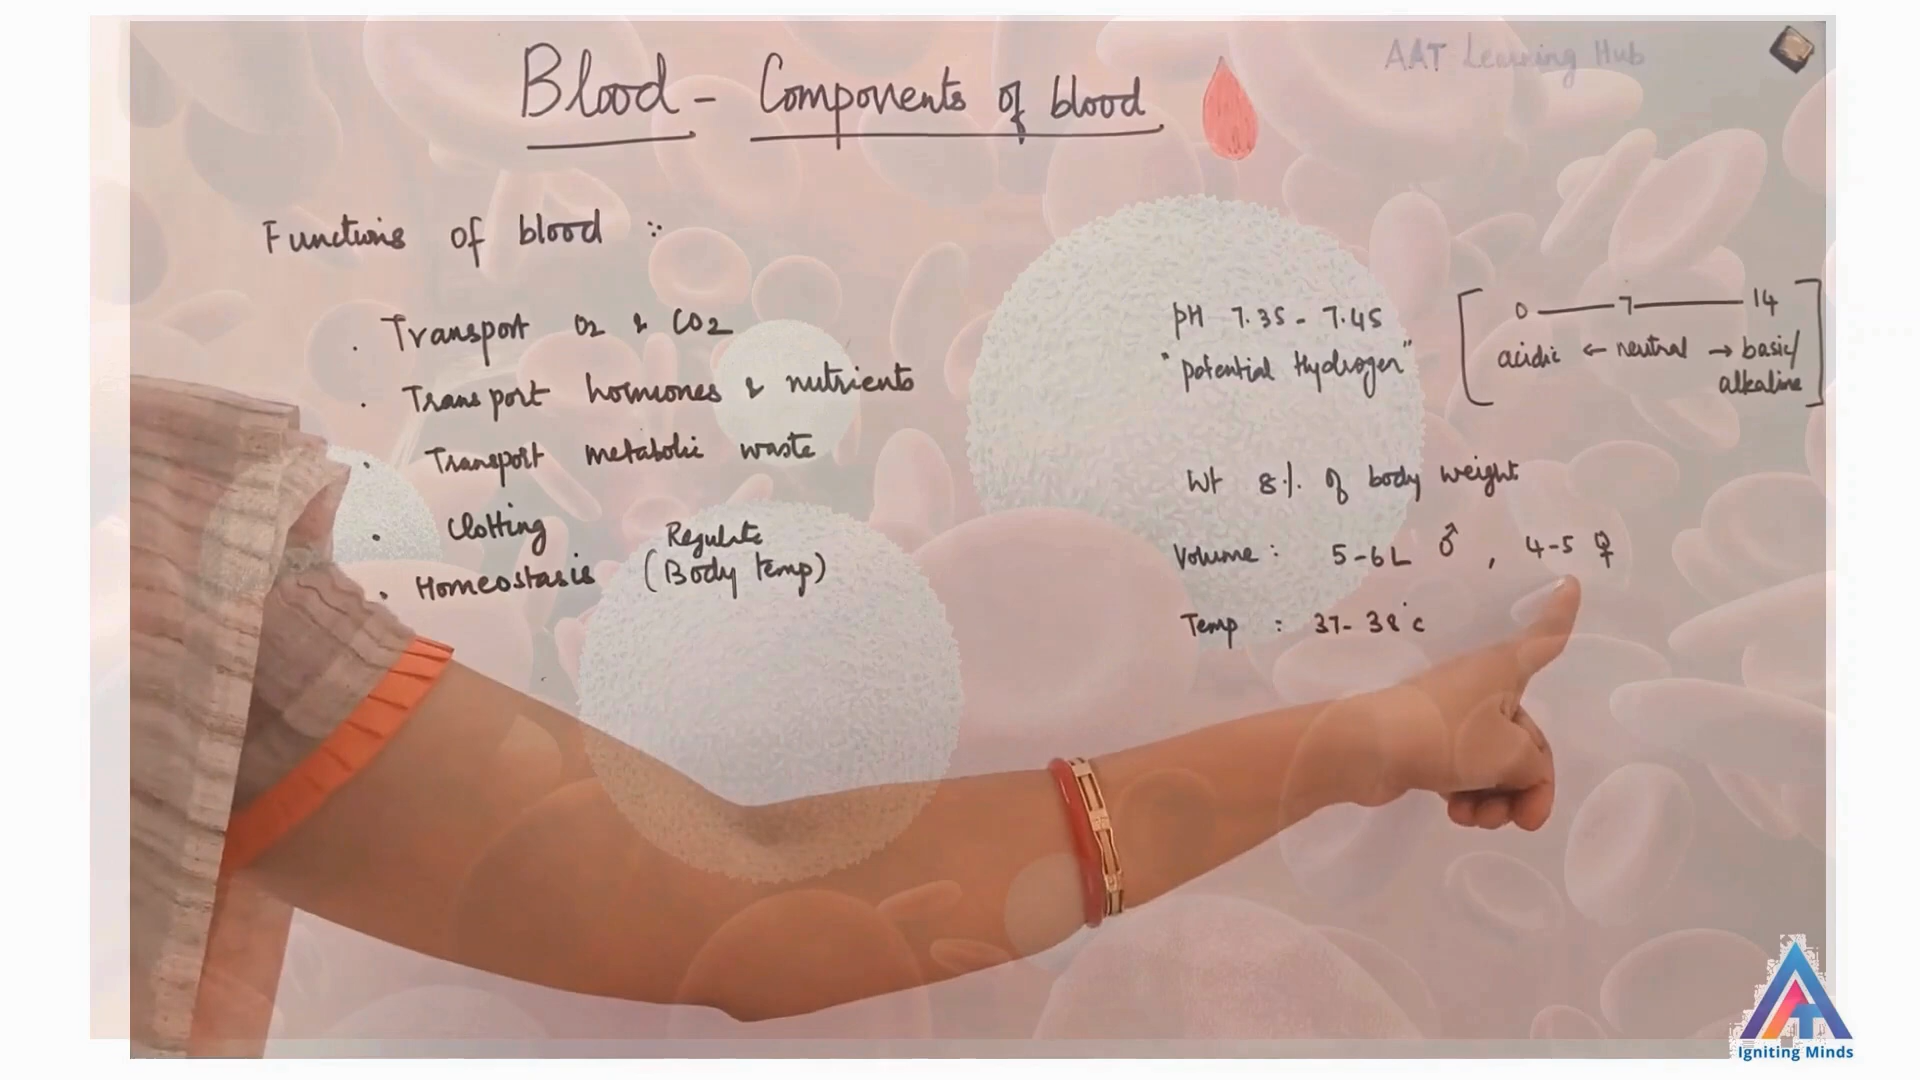 Blood - Components of blood
AAT Learning Hub
Functions of blood :-
. Transport O2 & CO2
. Transport hormones & nutrients
. Transport metabolic waste
. Clotting
. Homeostasis (Regulate Body temp)
pH 7.35 - 7.45
"potential Hydrogen"
0 — 7 — 14
acidic ← neutral → basic/
alkaline
Wt 8% of body weight
Volume : 5-6L ♂ , 4-5 ♀
Temp : 37- 38°c
Igniting Minds